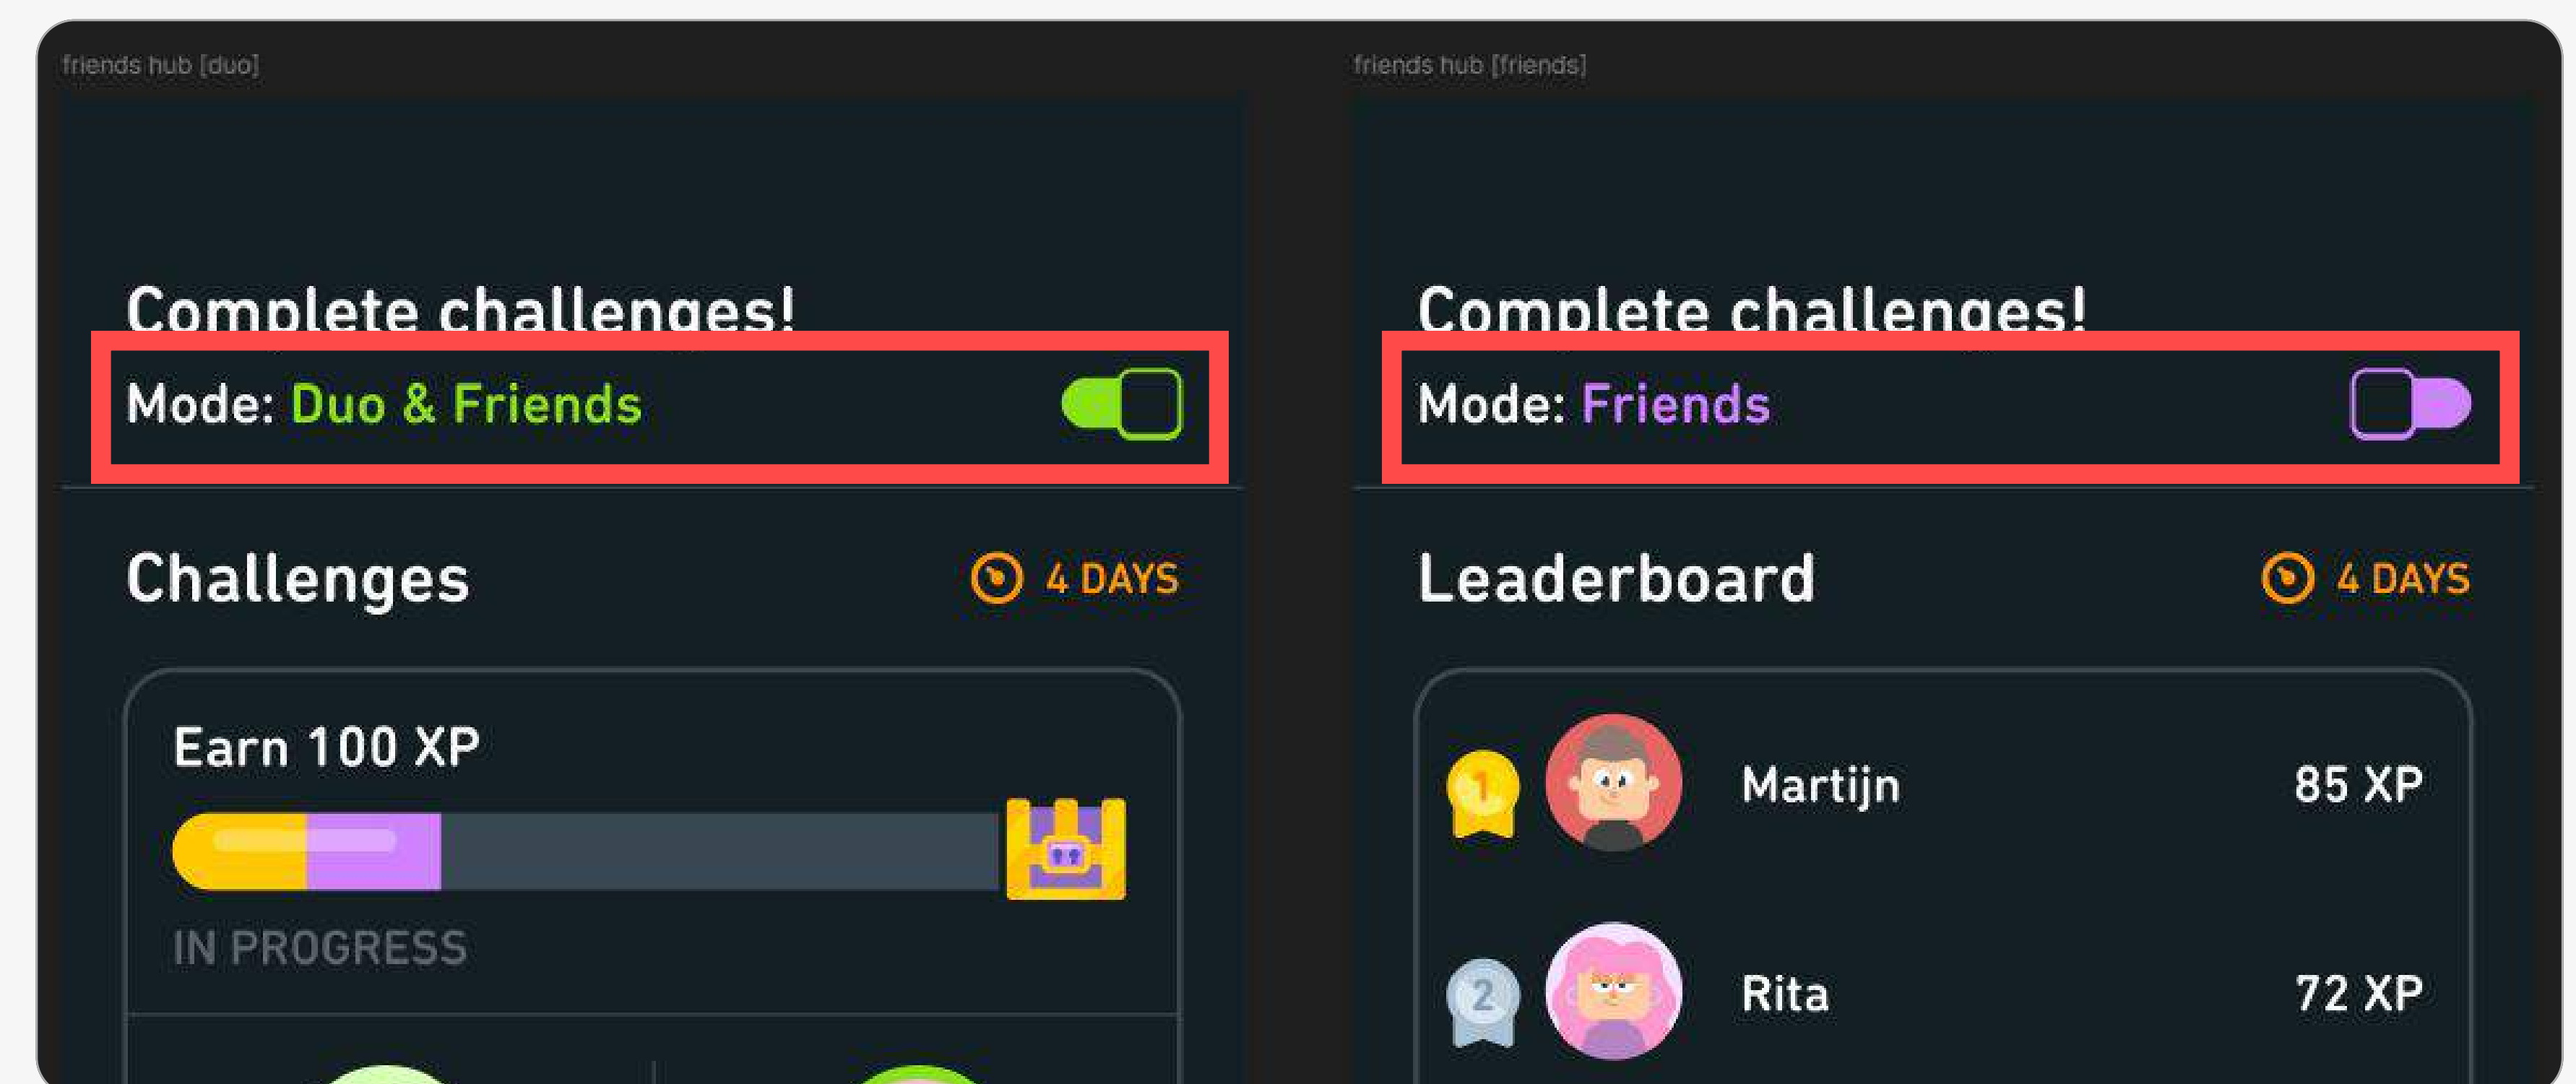 friends hub [duo]
Complete challenges!
Mode: Duo & Friends
Challenges
4 DAYS
Earn 100 XP
IN PROGRESS
friends hub [friends]
Complete challenges!
Mode: Friends
Leaderboard
4 DAYS
1
Martijn
85 XP
2
Rita
72 XP